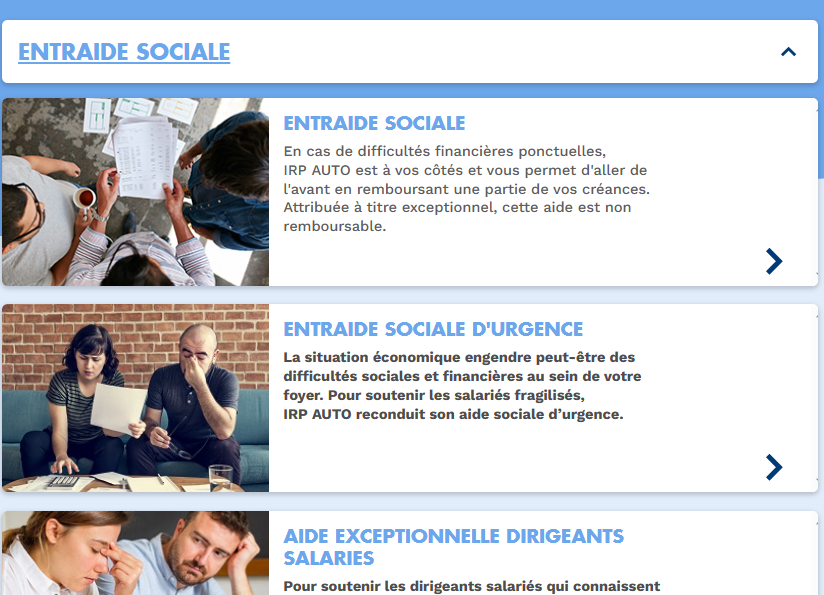 ENTRAIDE SOCIALE
ENTRAIDE SOCIALE
En cas de difficultés financières ponctuelles,
IRP AUTO est à vos côtés et vous permet d'aller de
l'avant en remboursant une partie de vos créances.
Attribuée à titre exceptionnel, cette aide est non
remboursable.
ENTRAIDE SOCIALE D'URGENCE
La situation économique engendre peut-être des
difficultés sociales et financières au sein de votre
foyer. Pour soutenir les salariés fragilisés,
IRP AUTO reconduit son aide sociale d’urgence.
AIDE EXCEPTIONNELLE DIRIGEANTS
SALARIES
Pour soutenir les dirigeants salariés qui connaissent